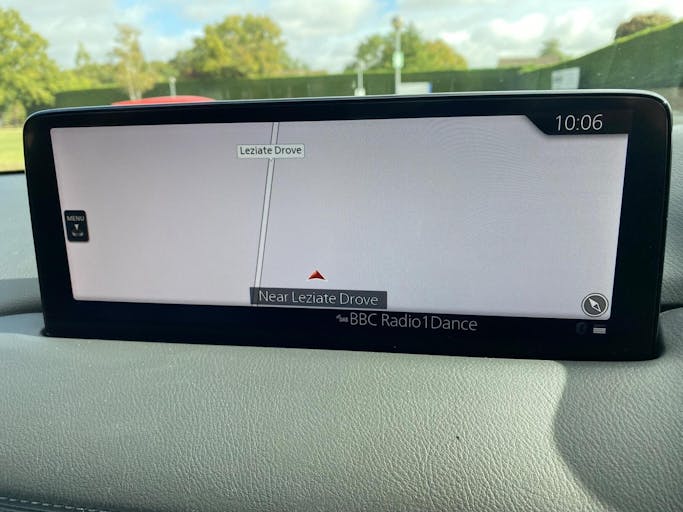 10:06
Leziate Drove
MENU
Near Leziate Drove
BBC Radio1Dance